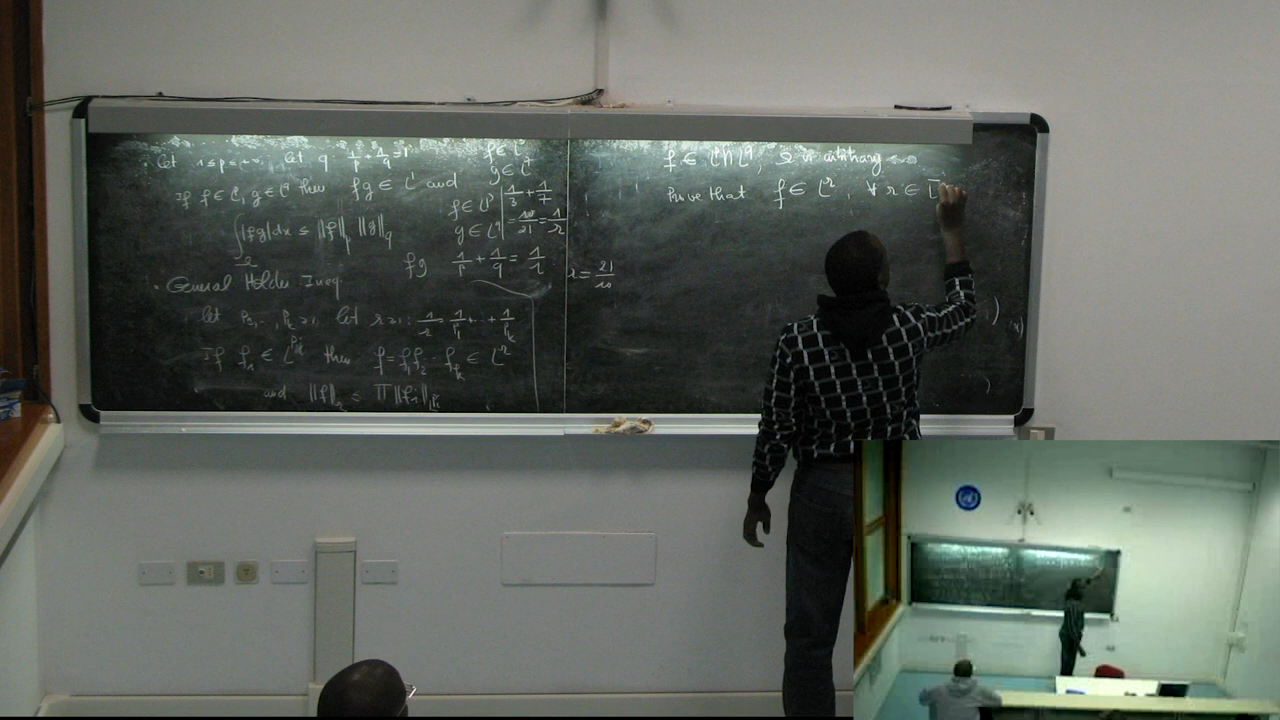 • Let 1 ≤ p ≤ +∞, let q 1/p + 1/q = 1
If f ∈ L^p, g ∈ L^q then fg ∈ L^1 and
∫_Ω |fg| dx ≤ ‖f‖_p ‖g‖_q
• General Holder Ineq
let p_1, .., p_k ≥ 1, let r ≥ 1 : 1/r = 1/p_1 + .. + 1/p_k
If f_i ∈ L^{p_i} then f = f_1 f_2 .. f_k ∈ L^r
and ‖f‖_r ≤ Π ‖f_i‖_{L^{p_i}}
g ∈ L^7
f ∈ L^3 | 1/3 + 1/7
g ∈ L^7 | = 10/21 = 1/r
fg 1/p + 1/q = 1/r
r = 21/10
f ∈ L^p ∩ L^q, Ω is arbitrary
Prove that f ∈ L^r, ∀ r ∈ [